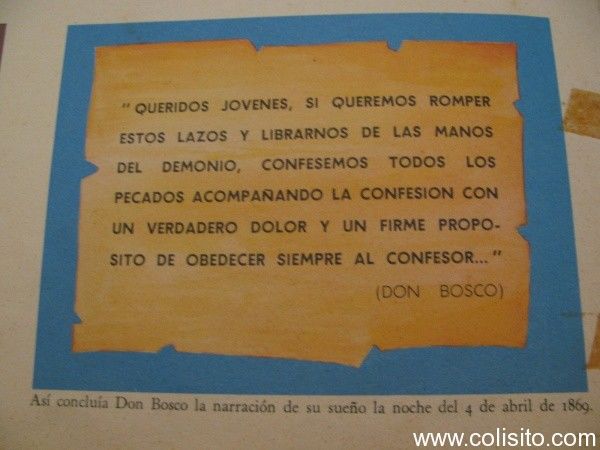 "QUERIDOS JOVENES, SI QUEREMOS ROMPER
ESTOS LAZOS Y LIBRARNOS DE LAS MANOS
DEL DEMONIO, CONFESEMOS TODOS LOS
PECADOS ACOMPAÑANDO LA CONFESION CON
UN VERDADERO DOLOR Y UN FIRME PROPO-
SITO DE OBEDECER SIEMPRE AL CONFESOR..."
(DON BOSCO)
Así concluía Don Bosco la narración de su sueño la noche del 4 de abril de 1869.
www.colisito.com